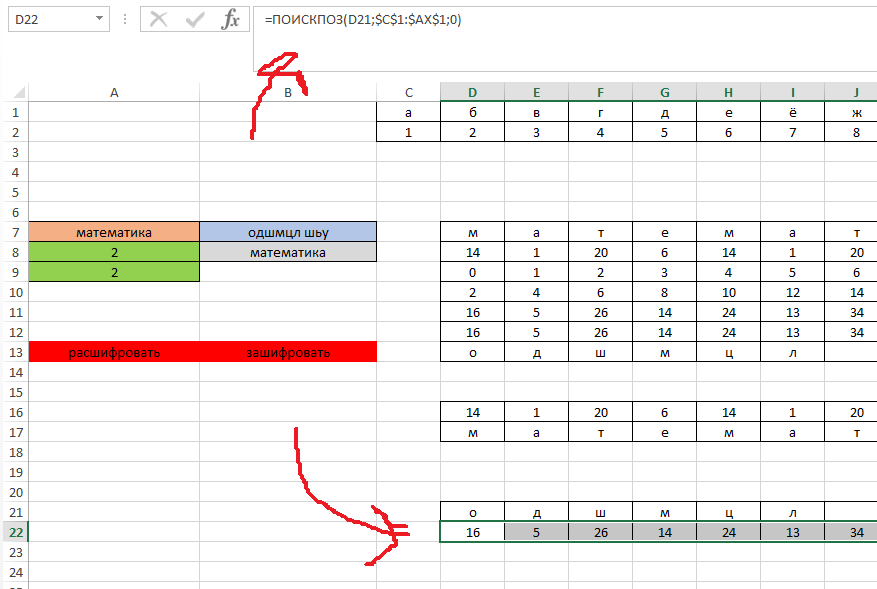 D22 fx =ПОИСКПОЗ(D21;$C$1:$AX$1;0)
A B C D E F G H I J
1 а б в г д е ё ж
2 1 2 3 4 5 6 7 8
3
4
5
6
7 математика одшмцл шьу м а т е м а т
8 2 математика 14 1 20 6 14 1 20
9 2 0 1 2 3 4 5 6
10 2 4 6 8 10 12 14
11 16 5 26 14 24 13 34
12 16 5 26 14 24 13 34
13 расшифровать зашифровать о д ш м ц л
14
15
16 14 1 20 6 14 1 20
17 м а т е м а т
18
19
20
21 о д ш м ц л
22 16 5 26 14 24 13 34
23
24